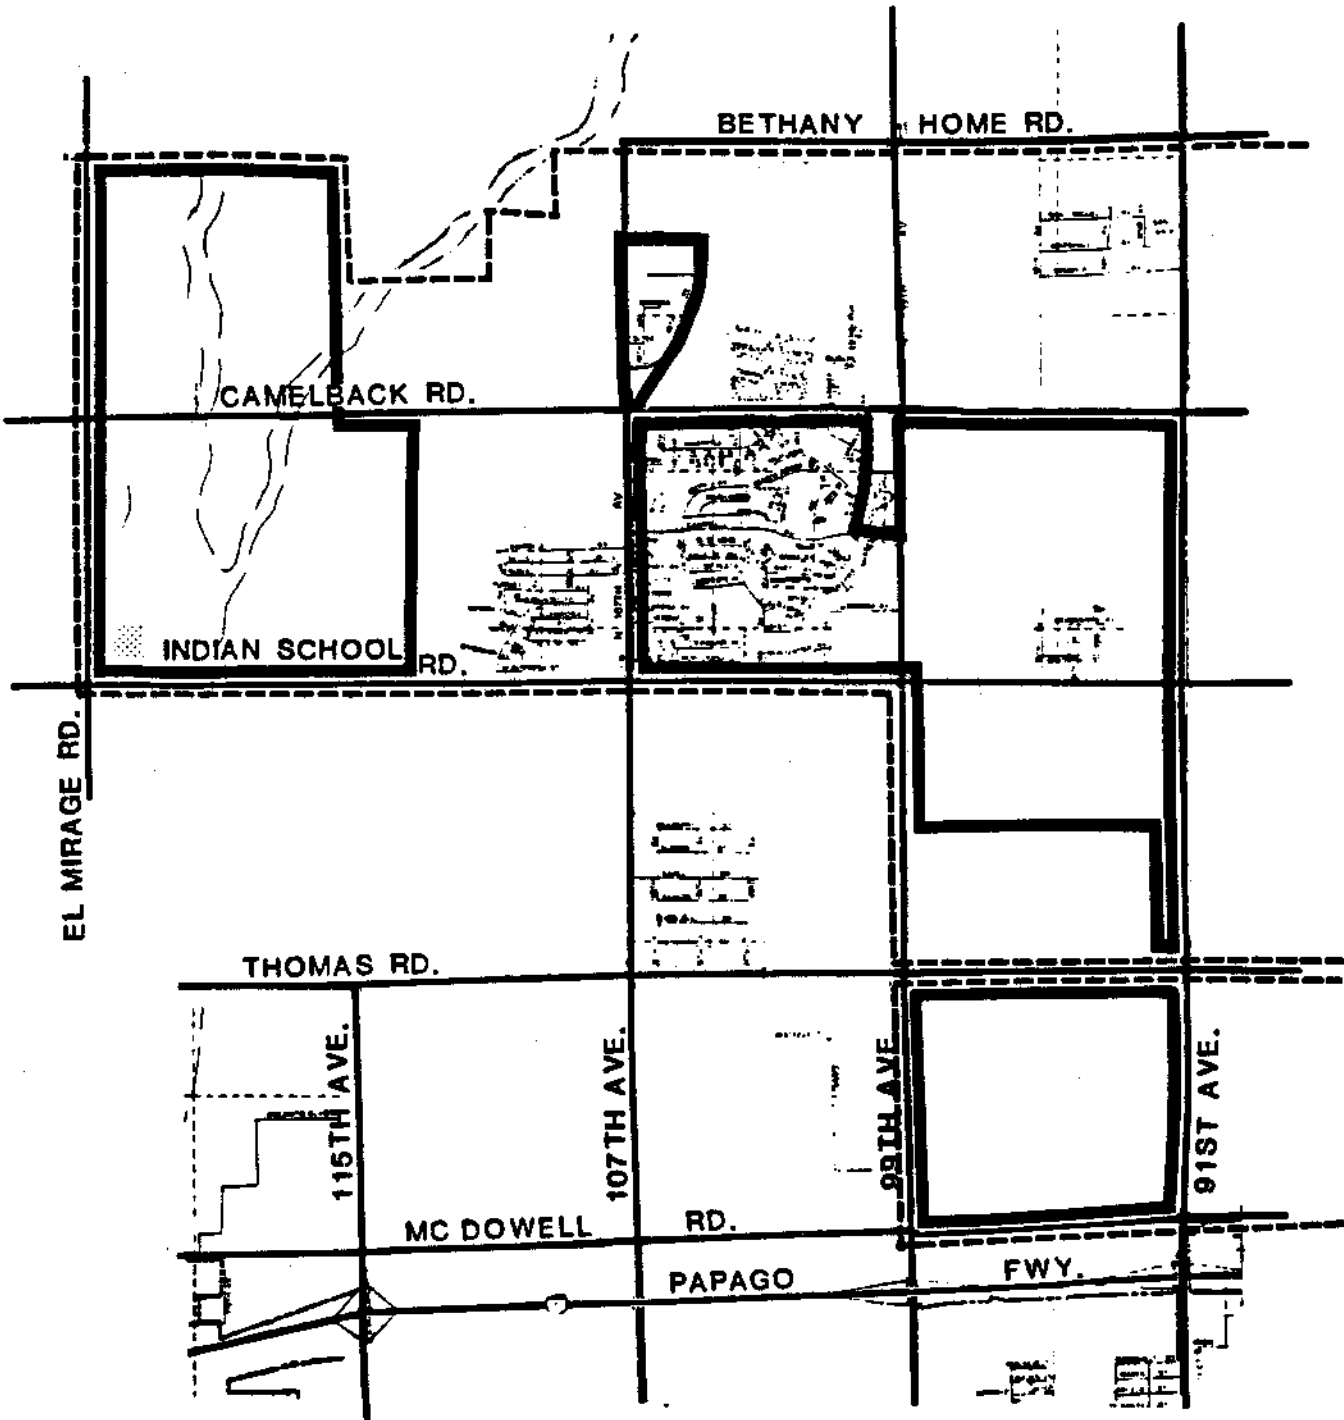 BETHANY HOME RD.
CAMELBACK RD.
INDIAN SCHOOL RD.
EL MIRAGE RD.
THOMAS RD.
115TH AVE.
107TH AVE.
99TH AVE.
91ST AVE.
MC DOWELL RD.
PAPAGO FWY.